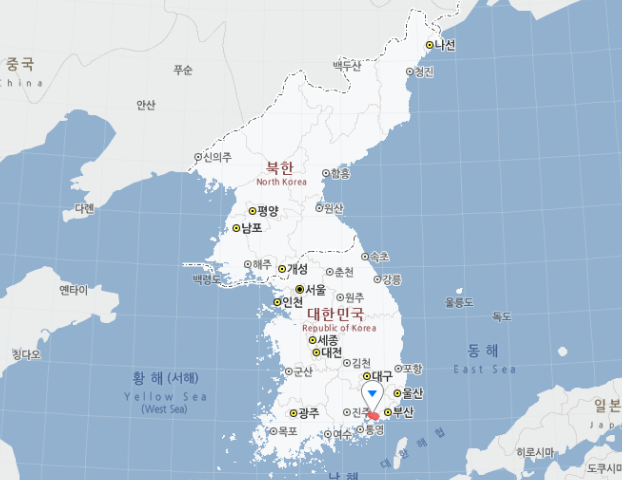 나선
중국
China
푸순
백두산
청진
안산
신의주
북한
North Korea
함흥
다렌
평양
원산
남포
속초
해주
개성
춘천
백령도
강릉
옌타이
서울
원주
울릉도
인천
대한민국
독도
Republic of Korea
세종
칭다오
대전
동해
East Sea
김천
포항
군산
대구
황해 (서해)
Yellow Sea
(West Sea)
울산
광주
진주
부산
일본
Japa
목포
여수
통영
대한해협
히로시마
도쿠시마
남해